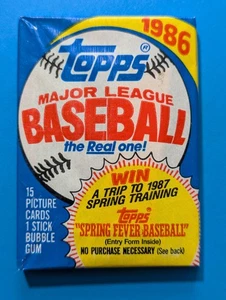 1986
Topps®
MAJOR LEAGUE
BASEBALL
the Real one!
15
PICTURE
CARDS
1 STICK
BUBBLE
GUM
WIN
A TRIP TO 1987
SPRING TRAINING
Topps
"SPRING FEVER BASEBALL"
(Entry Form Inside)
NO PURCHASE NECESSARY (See back)